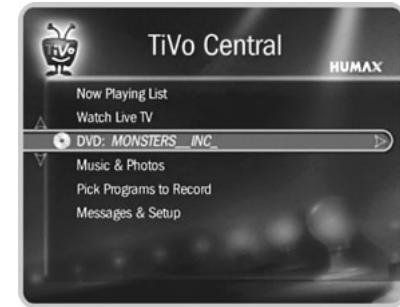 TiVo
TiVo Central
HUMAX
Now Playing List
Watch Live TV
DVD: MONSTERS__INC_
Music & Photos
Pick Programs to Record
Messages & Setup